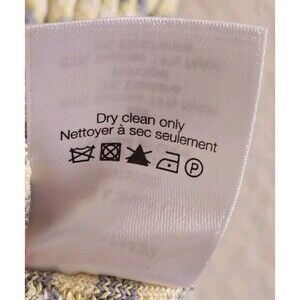 Dry clean only
Nettoyer à sec seulement
P